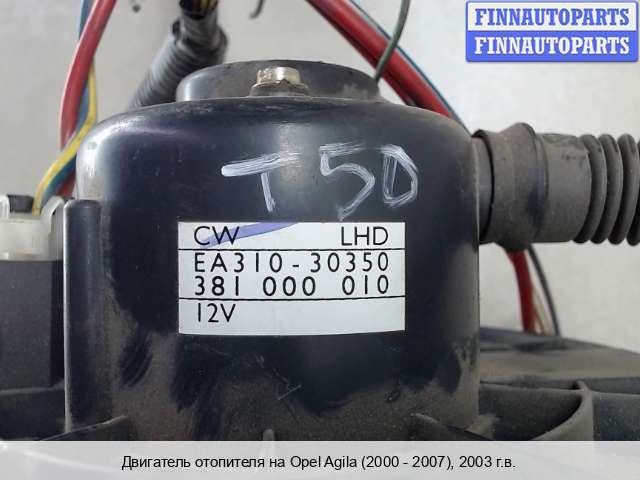 FINNAUTOPARTS
FINNAUTOPARTS
T50
CW LHD
EA310-30350
381 000 010
12V
Двигатель отопителя на Opel Agila (2000 - 2007), 2003 г.в.